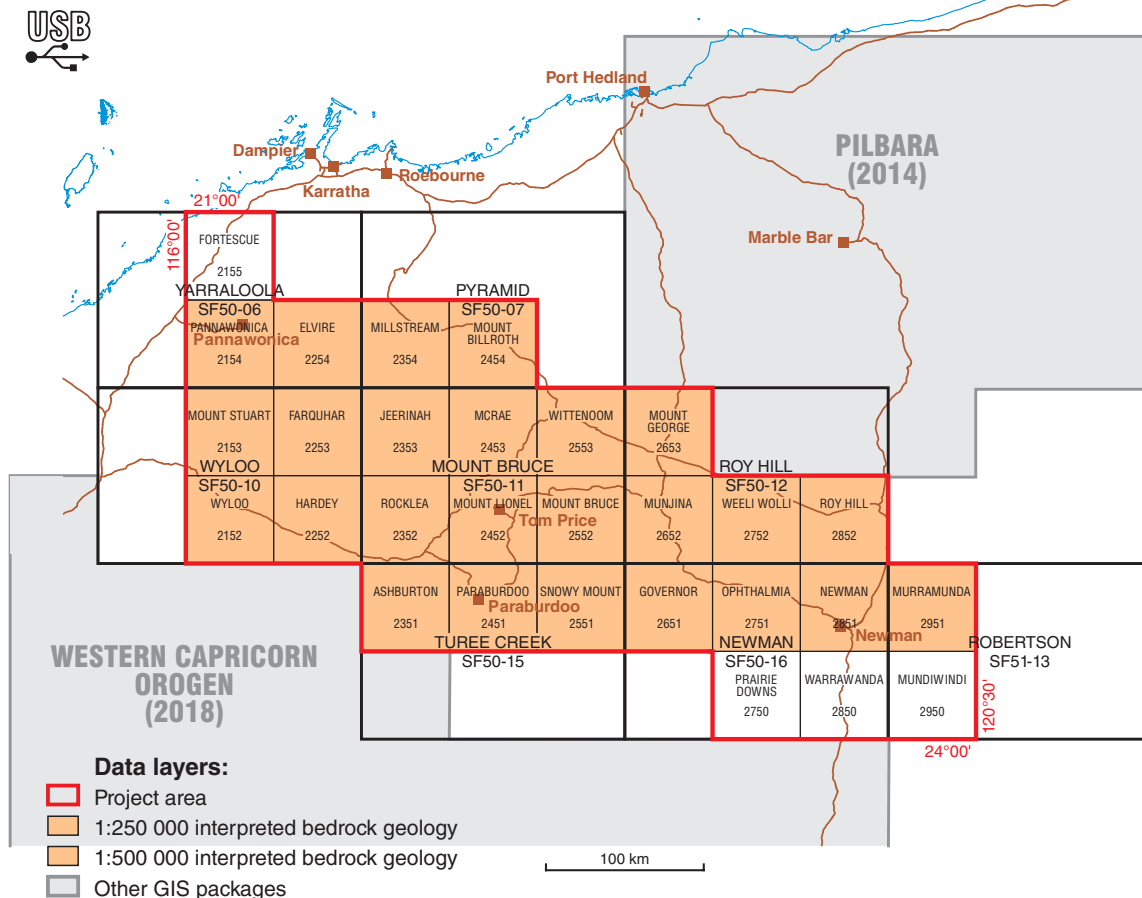 USB
Port Hedland
PILBARA
(2014)
Dampier
Karratha
Roebourne
Marble Bar
21°00'
116°00'
FORTESCUE
2155
YARRALOOLA
SF50-06
PYRAMID
SF50-07
PANNAWONICA
2154
Pannawonica
ELVIRE
2254
MILLSTREAM
2354
MOUNT
BILLROTH
2454
MOUNT STUART
2153
FARQUHAR
2253
JEERINAH
2353
MCRAE
2453
WITTENOOM
2553
MOUNT
GEORGE
2653
WYLOO
SF50-10
MOUNT BRUCE
SF50-11
ROY HILL
SF50-12
WYLOO
2152
HARDEY
2252
ROCKLEA
2352
MOUNT LIONEL
2452
Tom Price
MOUNT BRUCE
2552
MUNJINA
2652
WEELI WOLLI
2752
ROY HILL
2852
ASHBURTON
2351
PARABURDOO
2451
Paraburdoo
SNOWY MOUNT
2551
GOVERNOR
2651
OPHTHALMIA
2751
NEWMAN
2851
Newman
MURRAMUNDA
2951
TUREE CREEK
SF50-15
NEWMAN
SF50-16
ROBERTSON
SF51-13
PRAIRIE
DOWNS
2750
WARRAWANDA
2850
MUNDIWINDI
2950
120°30'
24°00'
WESTERN CAPRICORN
OROGEN
(2018)
Data layers:
Project area
1:250 000 interpreted bedrock geology
1:500 000 interpreted bedrock geology
Other GIS packages
100 km